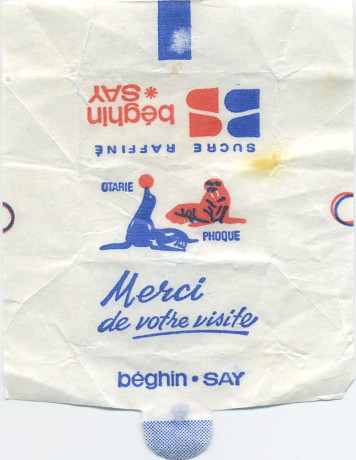 béghin
* SAY
SUCRE RAFFINÉ
OTARIE
PHOQUE
Merci
de votre visite
béghin • SAY